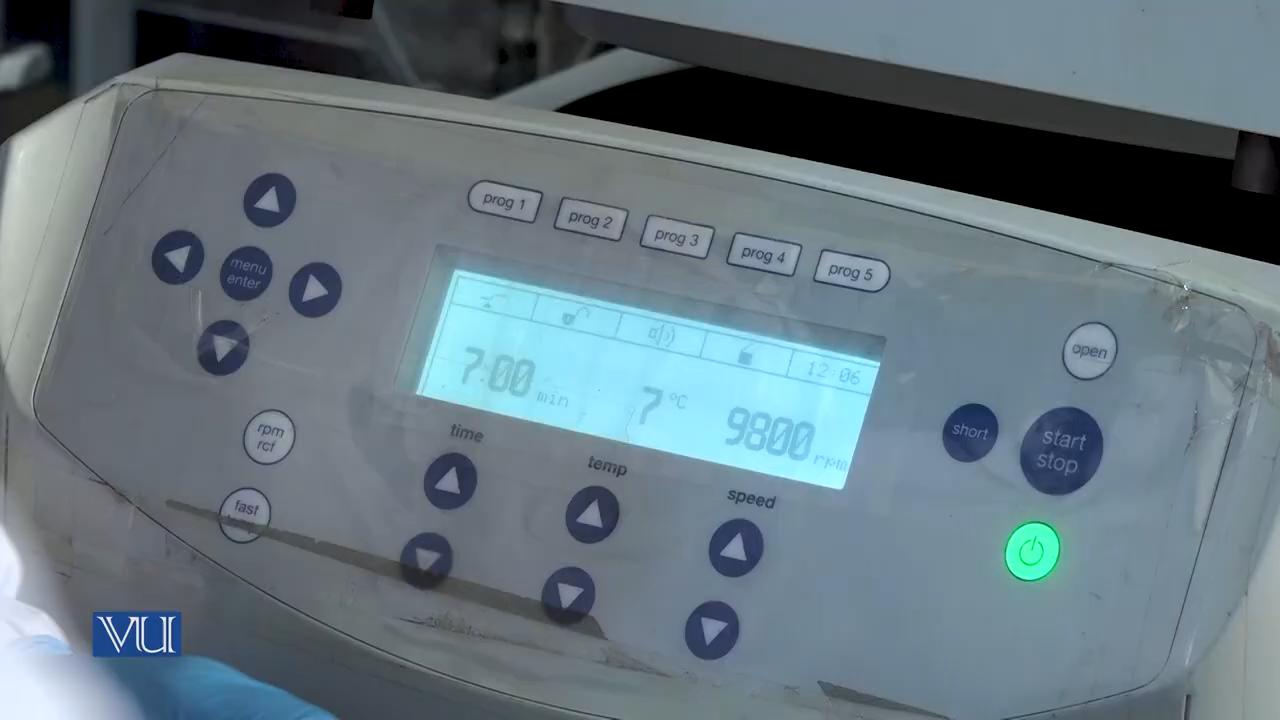 prog 1 prog 2 prog 3 prog 4 prog 5
menu
enter
12:06
7:00 min 7 °C 9800 rpm
open
rpm
rcf
time
temp
speed
short
start
stop
fast
VU